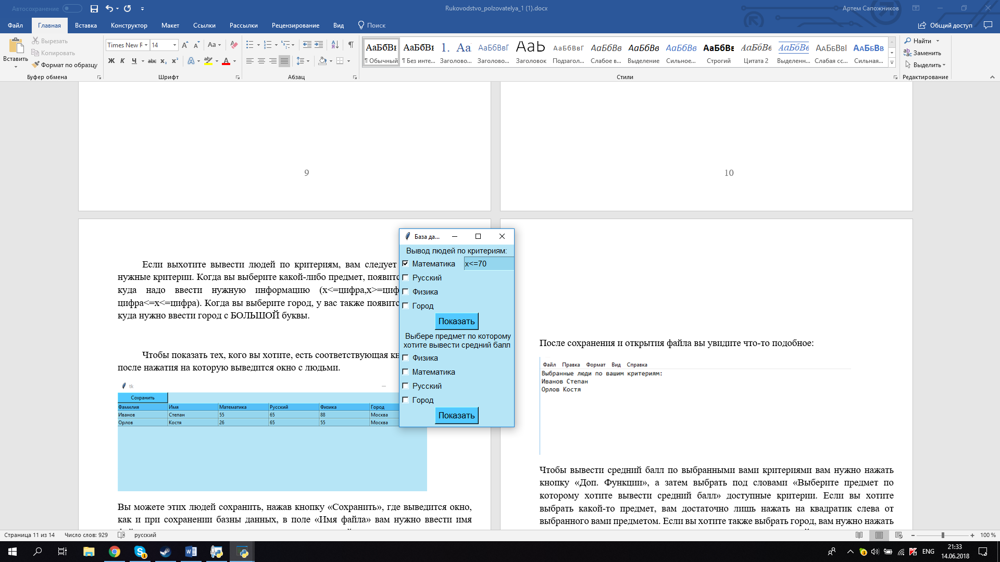 Автосохранение
Rukovodstvo_polzovatelya_1 (1).docx
Артем Сапожников
Файл Главная Вставка Конструктор Макет Ссылки Рассылки Рецензирование Вид Поиск Общий доступ
Вставить
Вырезать
Копировать
Формат по образцу
Буфер обмена
Times New R 14 Aa
Ж К Ч abc x₂ x²
Шрифт
Абзац
АаБбВı АаБбВı 1. Aa АаБбВвГ АаЬ АаБбВвГ АаБбВв АаБбВв АаБбВв АаБбВв АаБбВв АаБбВв АаБбВвІ АаБбВв
¶ Обычный ¶ Без инте... Заголово... Заголово... Заголовок Подзагол... Слабое в... Выделение Сильное... Строгий Цитата 2 Выделенн... Слабая сс... Сильная...
Стили
Найти
Заменить
Выделить
Редактирование
9
10
Если выхотите вывести людей по критериям, вам следует
нужные критерии. Когда вы выберите какой-либо предмет, появитс
куда надо ввести нужную информацию (x<=цифра,x>=циф
цифра<=x<=цифра). Когда вы выберите город, у вас также появитс
куда нужно ввести город с БОЛЬШОЙ буквы.
Чтобы показать тех, кого вы хотите, есть соответствующая кн
после нажатия на которую выведится окно с людьми.
tk
Сохранить
Фамилия Имя Математика Русский Физика Город
Иванов Степан 55 65 88 Москва
Орлов Костя 26 65 55 Москва
Вы можете этих людей сохранить, нажав кнопку «Сохранить», где выведится окно,
как и при сохранении базны данных, в поле «Имя файла» вам нужно ввести имя
База да...
Вывод людей по критериям:
Математика x<=70
Русский
Физика
Город
Показать
Выбере предмет по которому
хотите вывести средний балл
Физика
Математика
Русский
Город
Показать
После сохранения и открытия файла вы увидите что-то подобное:
Файл Правка Формат Вид Справка
Выбранные люди по вашим критериям:
Иванов Степан
Орлов Костя
Чтобы вывести средний балл по выбранными вами критериями вам нужно нажать
кнопку «Доп. Функции», а затем выбрать под словами «Выберите предмет по
которому хотите вывести средний балл» доступные критерии. Если вы хотите
выбрать какой-то предмет, вам достаточно лишь нажать на квадратик слева от
выбранного вами предметом. Если вы хотите также выбрать город, вам нужно нажать
Страница 11 из 14 Число слов: 929 русский
100 %
ENG
21:33
14.06.2018